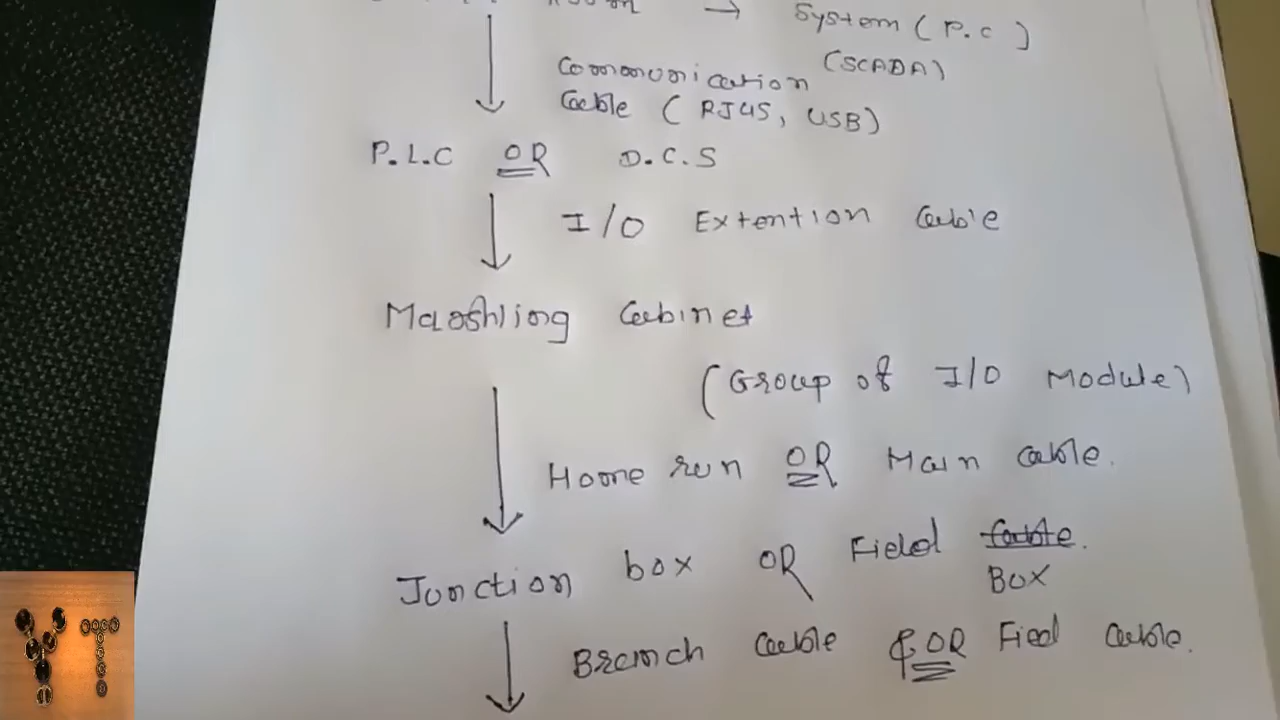 → System (P.C)
(SCADA)
Communication
Cable (RJ45, USB)
P.L.C OR D.C.S
I/O Extention Cable
Marshling Cabinet
(Group of I/O Module)
Home run OR Main cable.
Junction box OR Field cable.
BOX
Branch Cable & OR Field Cable.
YT